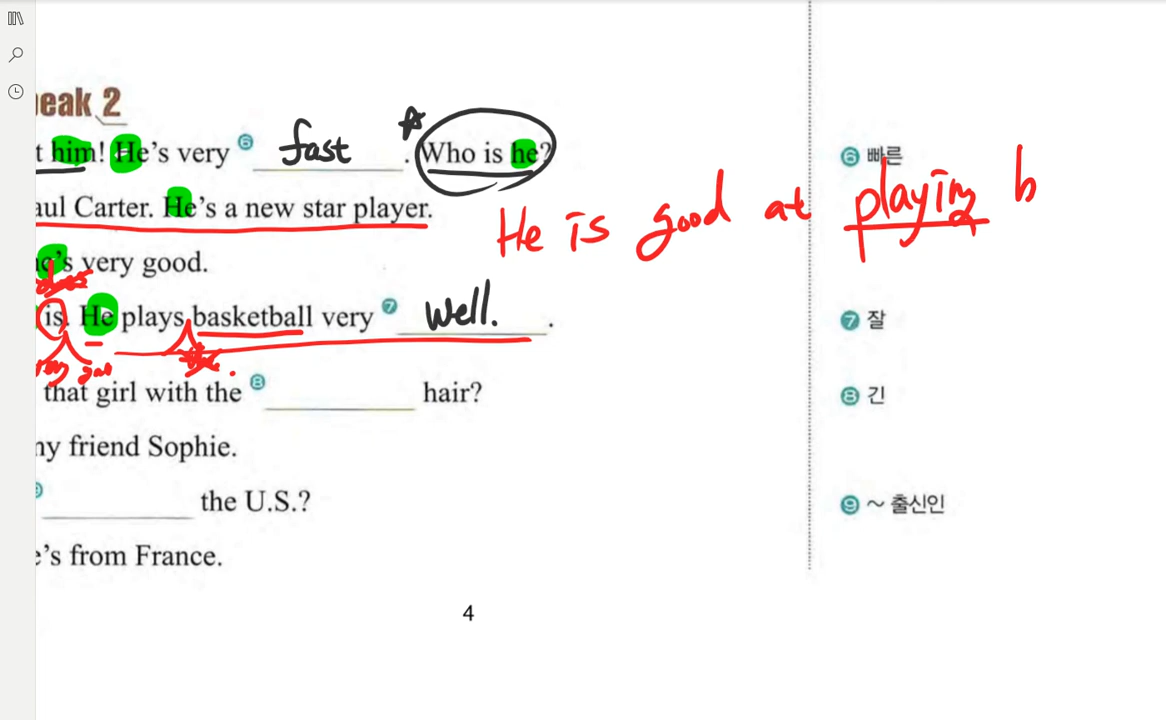 eak 2
t him! He's very ⑥ fast . Who is he? ⑥ 빠른
aul Carter. He's a new star player.
He is good at playing b
's very good.
is. He plays basketball very ⑦ well. . ⑦ 잘
that girl with the ⑧ hair? ⑧ 긴
ny friend Sophie.
the U.S.? ⑨ ~ 출신인
e's from France.
4